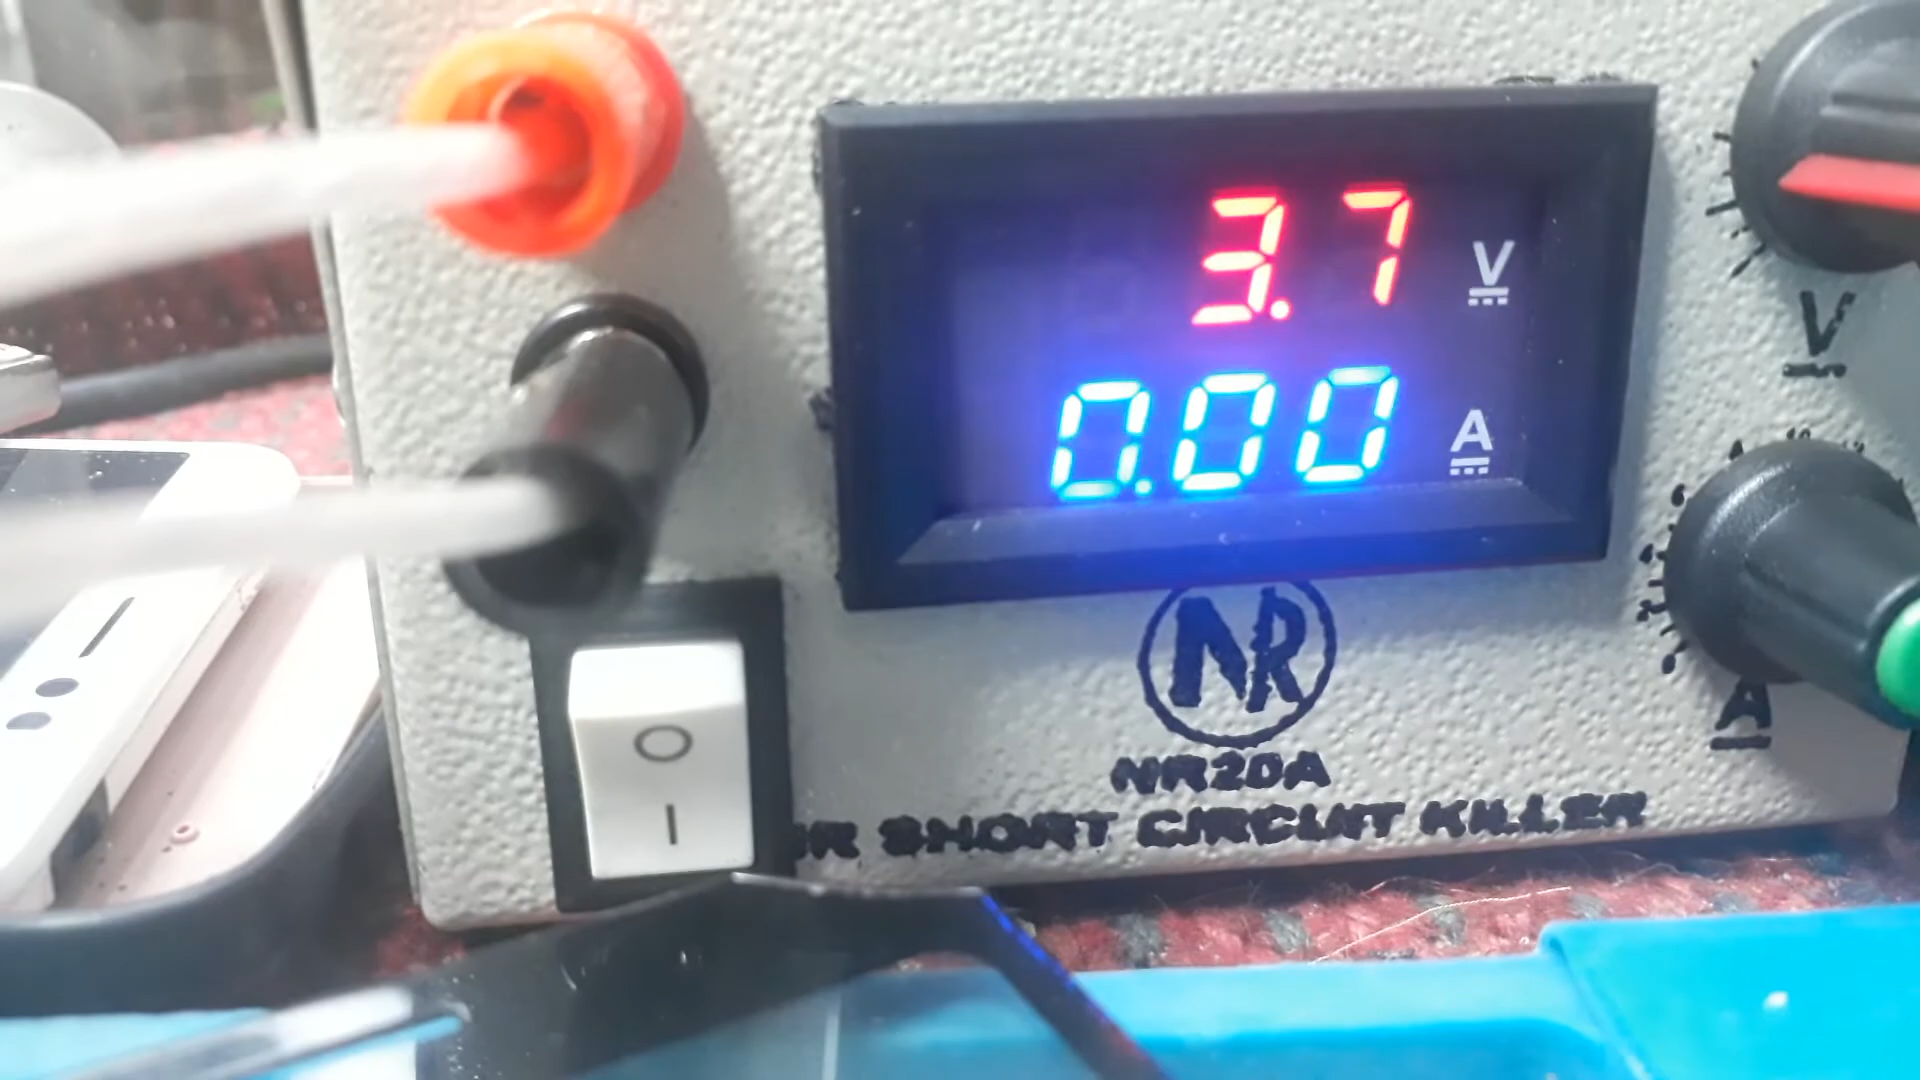 3.7 V
0.00 A
V
A
NR
NR20A
SHORT CIRCUIT KILLER
O
I